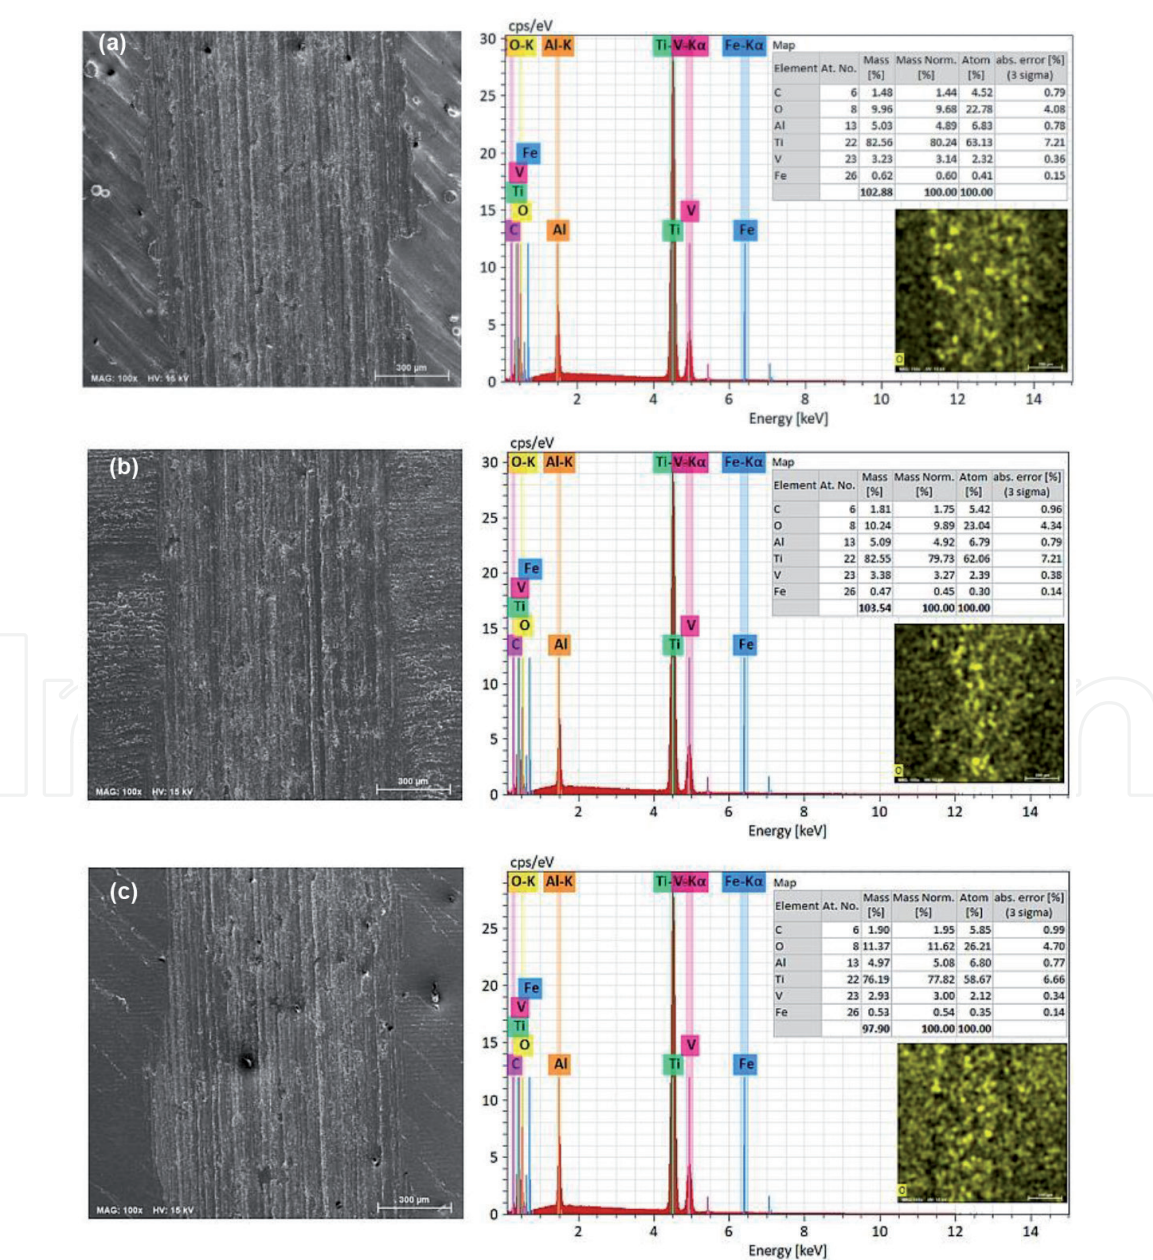 (a)
MAG: 100x HV: 15 kV
300 µm
cps/eV
O-K Al-K Ti- V-Kα Fe-Kα
30
25
20
15
10
5
0
Fe
V
Ti
O
C Al Ti V Fe
2 4 6 8 10 12 14
Energy [keV]
Map
Element At. No. Mass Mass Norm. Atom abs. error [%]
[%] [%] [%] (3 sigma)
C 6 1.48 1.44 4.52 0.79
O 8 9.96 9.68 22.78 4.08
Al 13 5.03 4.89 6.83 0.78
Ti 22 82.56 80.24 63.13 7.21
V 23 3.23 3.14 2.32 0.36
Fe 26 0.62 0.60 0.41 0.15
102.88 100.00 100.00
O
(b)
MAG: 100x HV: 15 kV
300 µm
cps/eV
O-K Al-K Ti- V-Kα Fe-Kα
30
25
20
15
10
5
0
Fe
V
Ti
O
C Al Ti V Fe
2 4 6 8 10 12 14
Energy [keV]
Map
Element At. No. Mass Mass Norm. Atom abs. error [%]
[%] [%] [%] (3 sigma)
C 6 1.81 1.75 5.42 0.96
O 8 10.24 9.89 23.04 4.34
Al 13 5.09 4.92 6.79 0.79
Ti 22 82.55 79.73 62.06 7.21
V 23 3.38 3.27 2.39 0.38
Fe 26 0.47 0.45 0.30 0.14
103.54 100.00 100.00
O
(c)
MAG: 100x HV: 15 kV
300 µm
cps/eV
O-K Al-K Ti- V-Kα Fe-Kα
25
20
15
10
5
0
Fe
V
Ti
O
C Al Ti V Fe
2 4 6 8 10 12 14
Energy [keV]
Map
Element At. No. Mass Mass Norm. Atom abs. error [%]
[%] [%] [%] (3 sigma)
C 6 1.90 1.95 5.85 0.99
O 8 11.37 11.62 26.21 4.70
Al 13 4.97 5.08 6.80 0.77
Ti 22 76.19 77.82 58.67 6.66
V 23 2.93 3.00 2.12 0.34
Fe 26 0.53 0.54 0.35 0.14
97.90 100.00 100.00
O